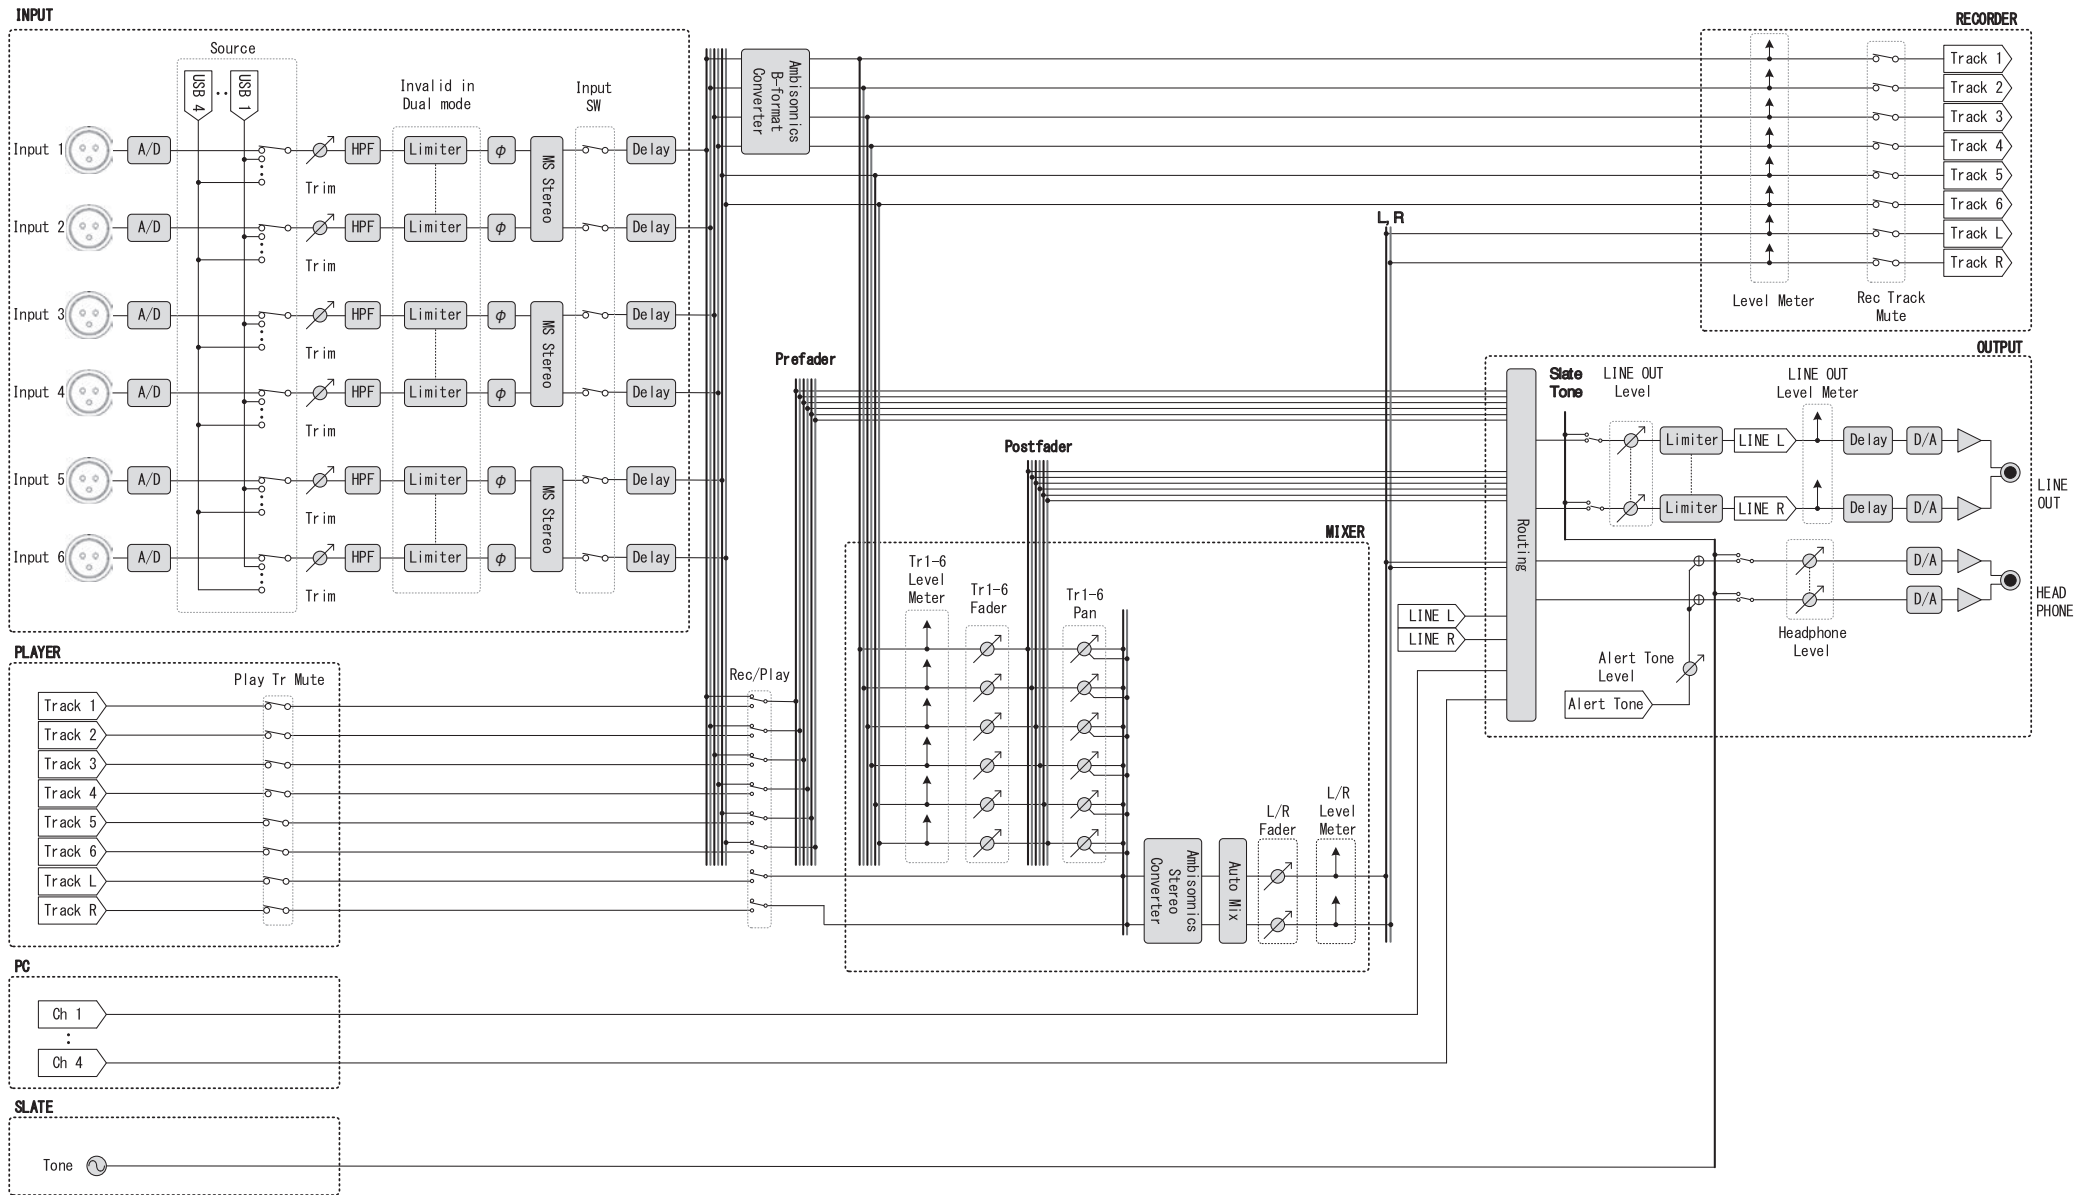 INPUT
Source
USB 4
USB 1
Invalid in
Dual mode
Input
SW
Input 1
A/D
HPF
Limiter
φ
MS Stereo
Delay
Trim
Input 2
A/D
HPF
Limiter
φ
Delay
Trim
Input 3
A/D
HPF
Limiter
φ
MS Stereo
Delay
Trim
Input 4
A/D
HPF
Limiter
φ
Delay
Trim
Input 5
A/D
HPF
Limiter
φ
MS Stereo
Delay
Trim
Input 6
A/D
HPF
Limiter
φ
Delay
Trim
Ambisonnics
B-format
Converter
RECORDER
Track 1
Track 2
Track 3
Track 4
Track 5
Track 6
Track L
Track R
Level Meter
Rec Track
Mute
L, R
Prefader
Postfader
PLAYER
Play Tr Mute
Rec/Play
Track 1
Track 2
Track 3
Track 4
Track 5
Track 6
Track L
Track R
MIXER
Tr1-6
Level
Meter
Tr1-6
Fader
Tr1-6
Pan
Ambisonnics
Stereo
Converter
Auto Mix
L/R
Fader
L/R
Level
Meter
OUTPUT
Routing
Slate
Tone
LINE OUT
Level
LINE OUT
Level Meter
Limiter
LINE L
Delay
D/A
Limiter
LINE R
Delay
D/A
LINE
OUT
D/A
D/A
HEAD
PHONE
LINE L
LINE R
Headphone
Level
Alert Tone
Level
Alert Tone
PC
Ch 1
Ch 4
SLATE
Tone